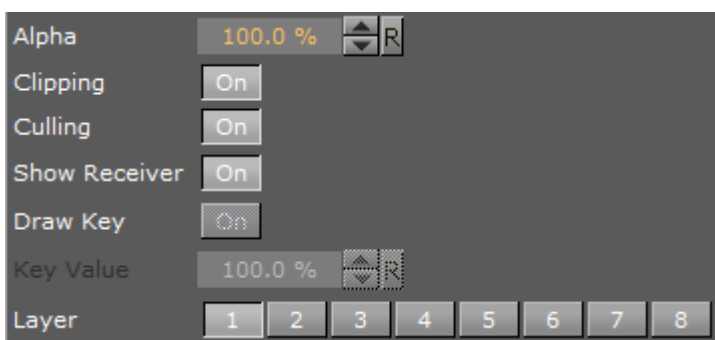 Alpha 100.0 % R
Clipping On
Culling On
Show Receiver On
Draw Key On
Key Value 100.0 % R
Layer 1 2 3 4 5 6 7 8